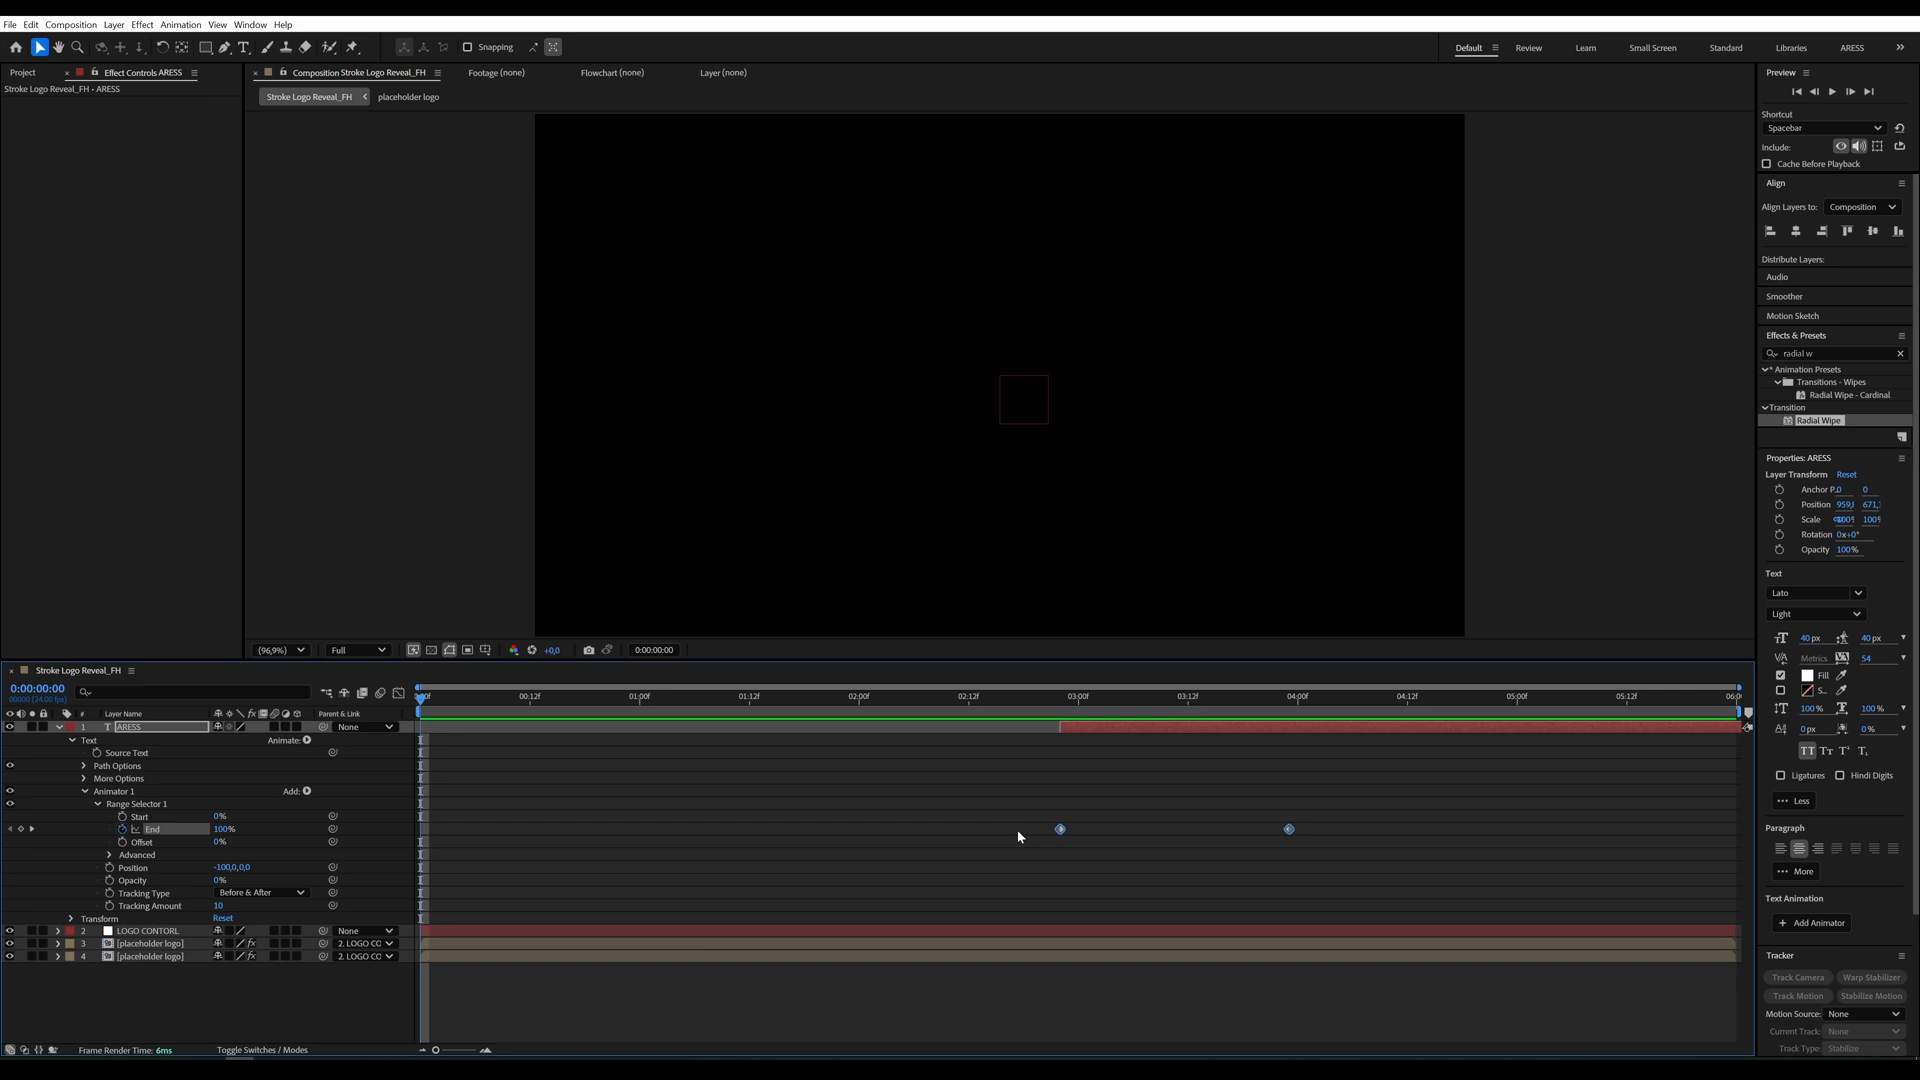 File Edit Composition Layer Effect Animation View Window Help
Snapping
Default Review Learn Small Screen Standard Libraries ARESS
Project Effect Controls ARESS
Stroke Logo Reveal_FH • ARESS
Composition Stroke Logo Reveal_FH Footage (none) Flowchart (none) Layer (none)
Stroke Logo Reveal_FH placeholder logo
Preview
Shortcut
Spacebar
Include:
Cache Before Playback
Align
Align Layers to: Composition
Distribute Layers:
Audio
Smoother
Motion Sketch
Effects & Presets
radial w
* Animation Presets
Transitions - Wipes
Radial Wipe - Cardinal
Transition
Radial Wipe
Properties: ARESS
Layer Transform Reset
Anchor P 0 0
Position 959, 671,
Scale 100% 100%
Rotation 0x+0°
Opacity 100%
Text
Lato
Light
40 px 40 px
Metrics 54
Fill
S...
100 % 100 %
0 px 0 %
TT Tt T T
Ligatures Hindi Digits
Less
Paragraph
More
Text Animation
Add Animator
Tracker
Track Camera Warp Stabilizer
Track Motion Stabilize Motion
Motion Source: None
Current Track: None
Track Type: Stabilize
(96,9%) Full +0,0 0:00:00:00
Stroke Logo Reveal_FH
0:00:00:00
00000 (24.00 fps)
00:12f 01:00f 01:12f 02:00f 02:12f 03:00f 03:12f 04:00f 04:12f 05:00f 05:12f 06:0
# Layer Name fx Parent & Link
1 T ARESS None
Text Animate:
Source Text
Path Options
More Options
Animator 1 Add:
Range Selector 1
Start 0%
End 100%
Offset 0%
Advanced
Position -100,0,0,0
Opacity 0%
Tracking Type Before & After
Tracking Amount 10
Transform Reset
2 LOGO CONTORL None
3 [placeholder logo] fx 2. LOGO CC
4 [placeholder logo] fx 2. LOGO CC
Frame Render Time: 6ms Toggle Switches / Modes